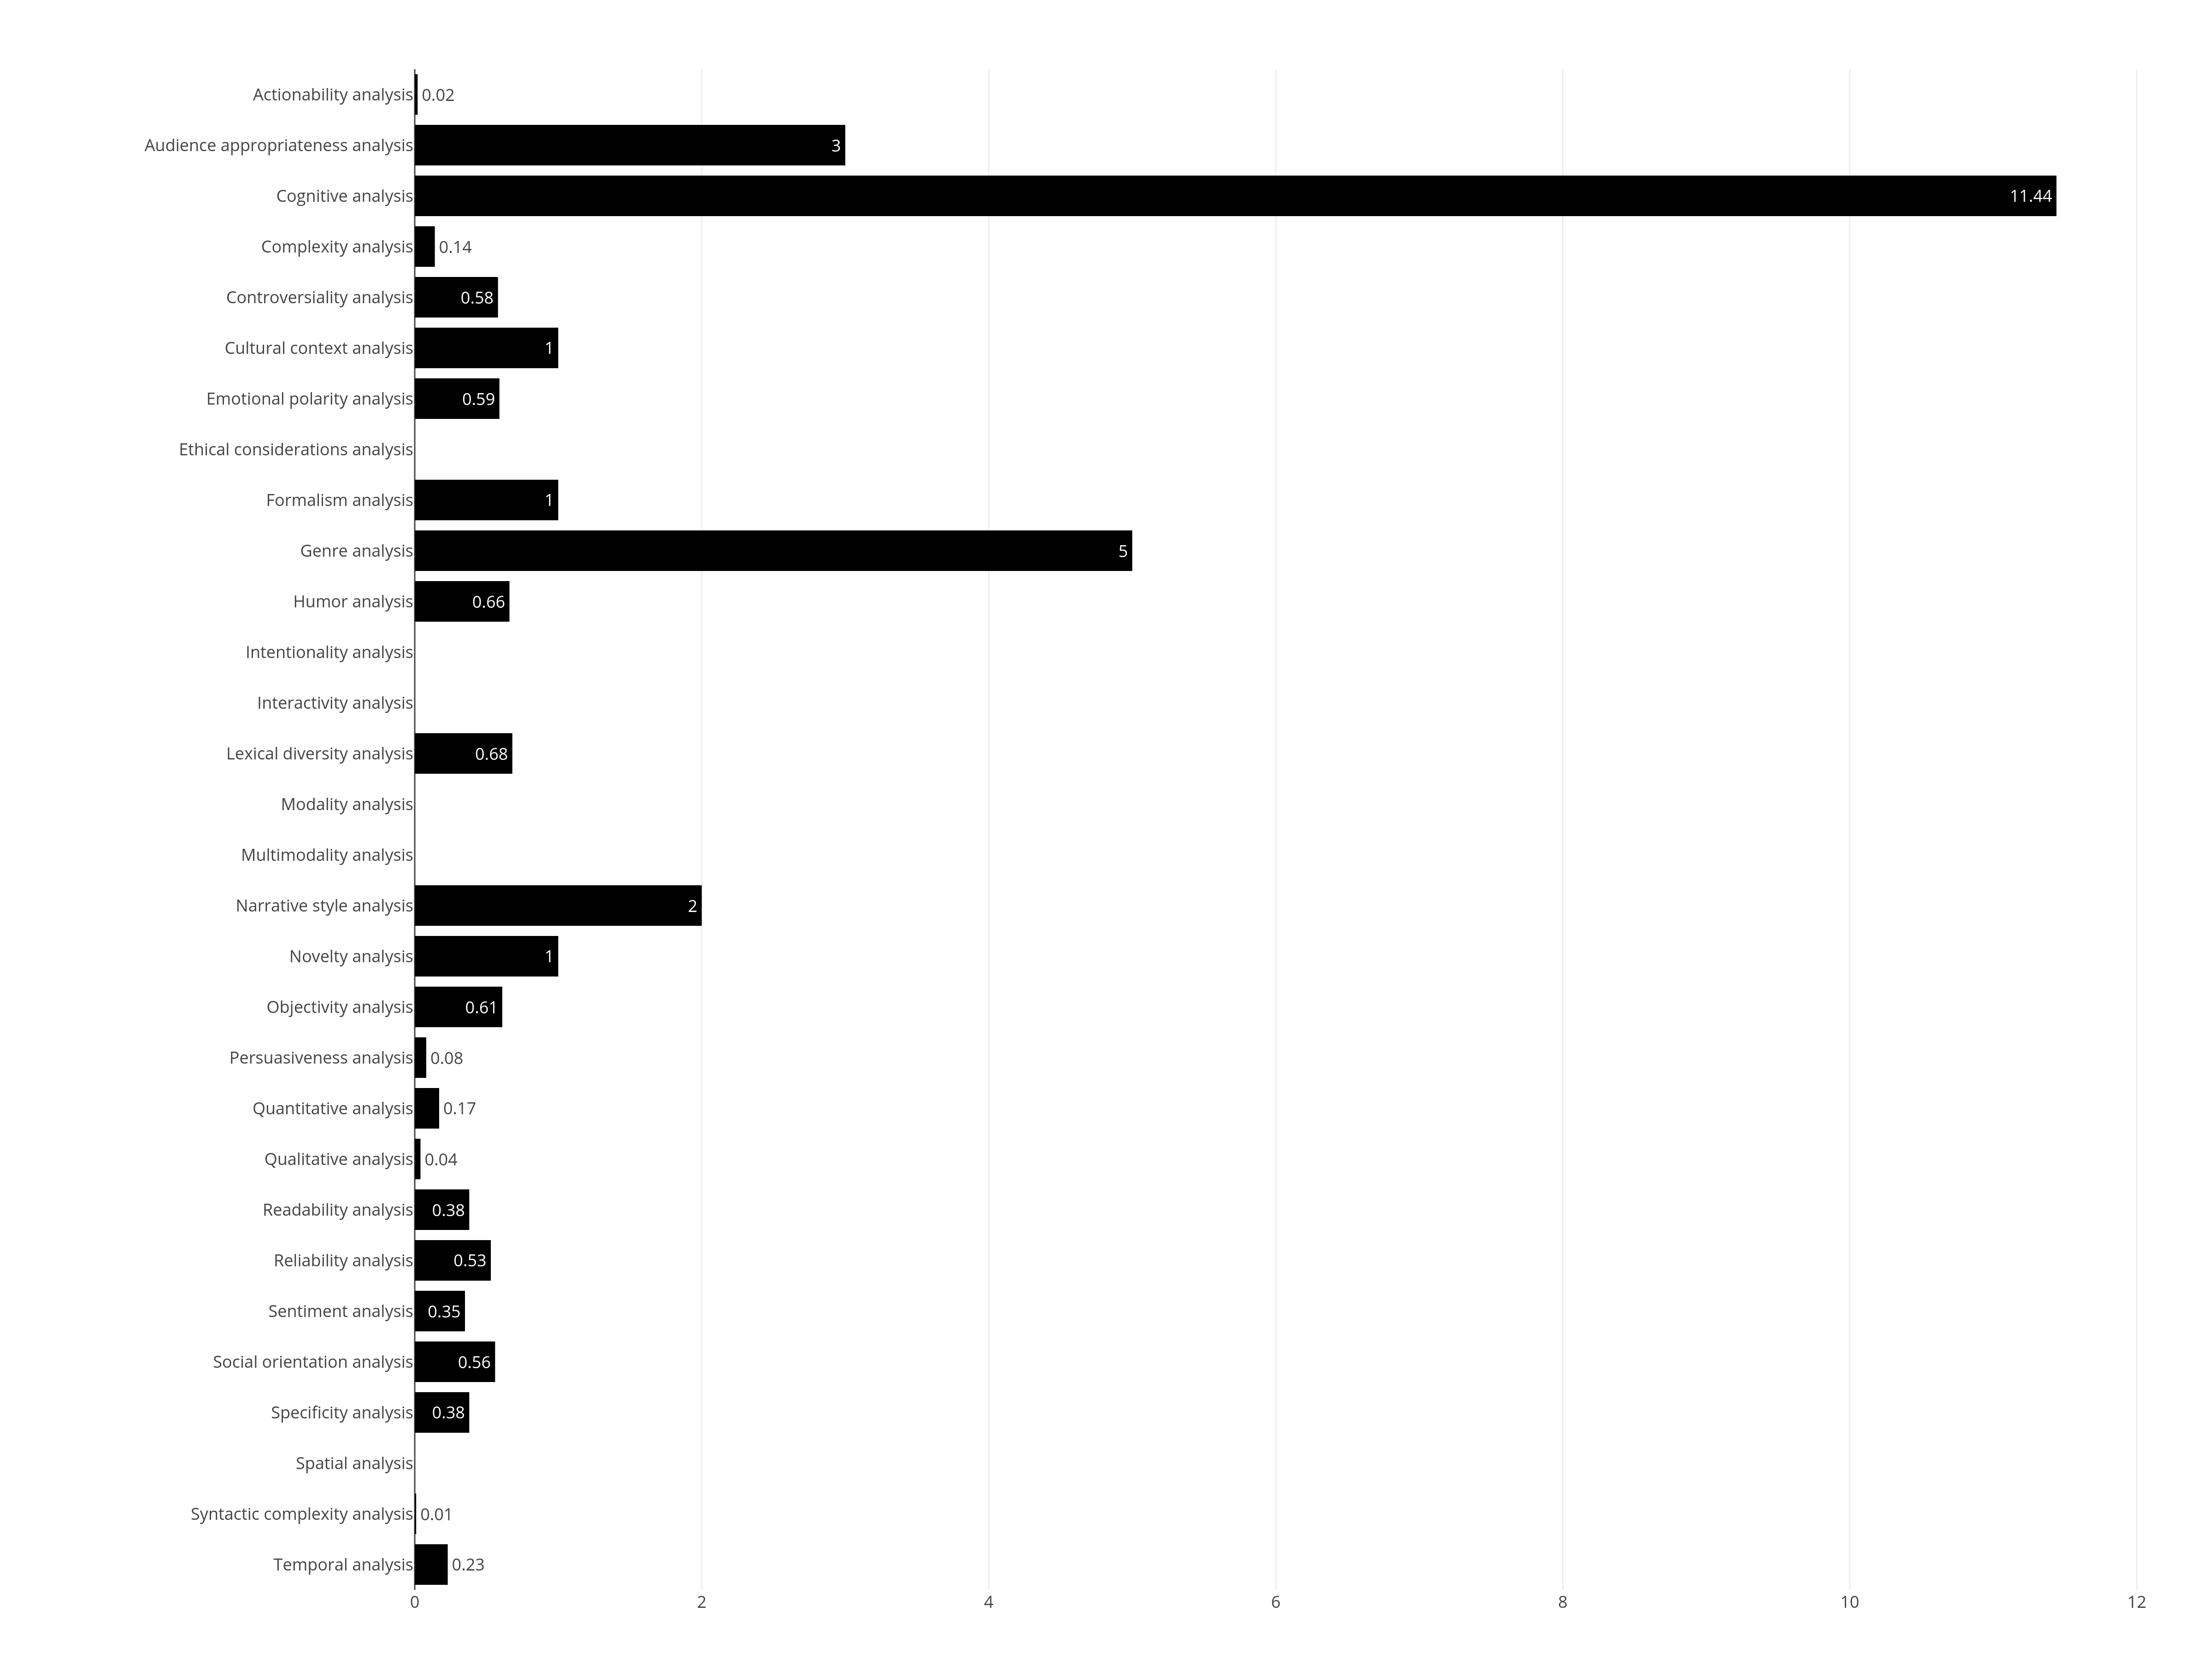 Actionability analysis 0.02
Audience appropriateness analysis 3
Cognitive analysis 11.44
Complexity analysis 0.14
Controversiality analysis 0.58
Cultural context analysis 1
Emotional polarity analysis 0.59
Ethical considerations analysis
Formalism analysis 1
Genre analysis 5
Humor analysis 0.66
Intentionality analysis
Interactivity analysis
Lexical diversity analysis 0.68
Modality analysis
Multimodality analysis
Narrative style analysis 2
Novelty analysis 1
Objectivity analysis 0.61
Persuasiveness analysis 0.08
Quantitative analysis 0.17
Qualitative analysis 0.04
Readability analysis 0.38
Reliability analysis 0.53
Sentiment analysis 0.35
Social orientation analysis 0.56
Specificity analysis 0.38
Spatial analysis
Syntactic complexity analysis 0.01
Temporal analysis 0.23
0 2 4 6 8 10 12